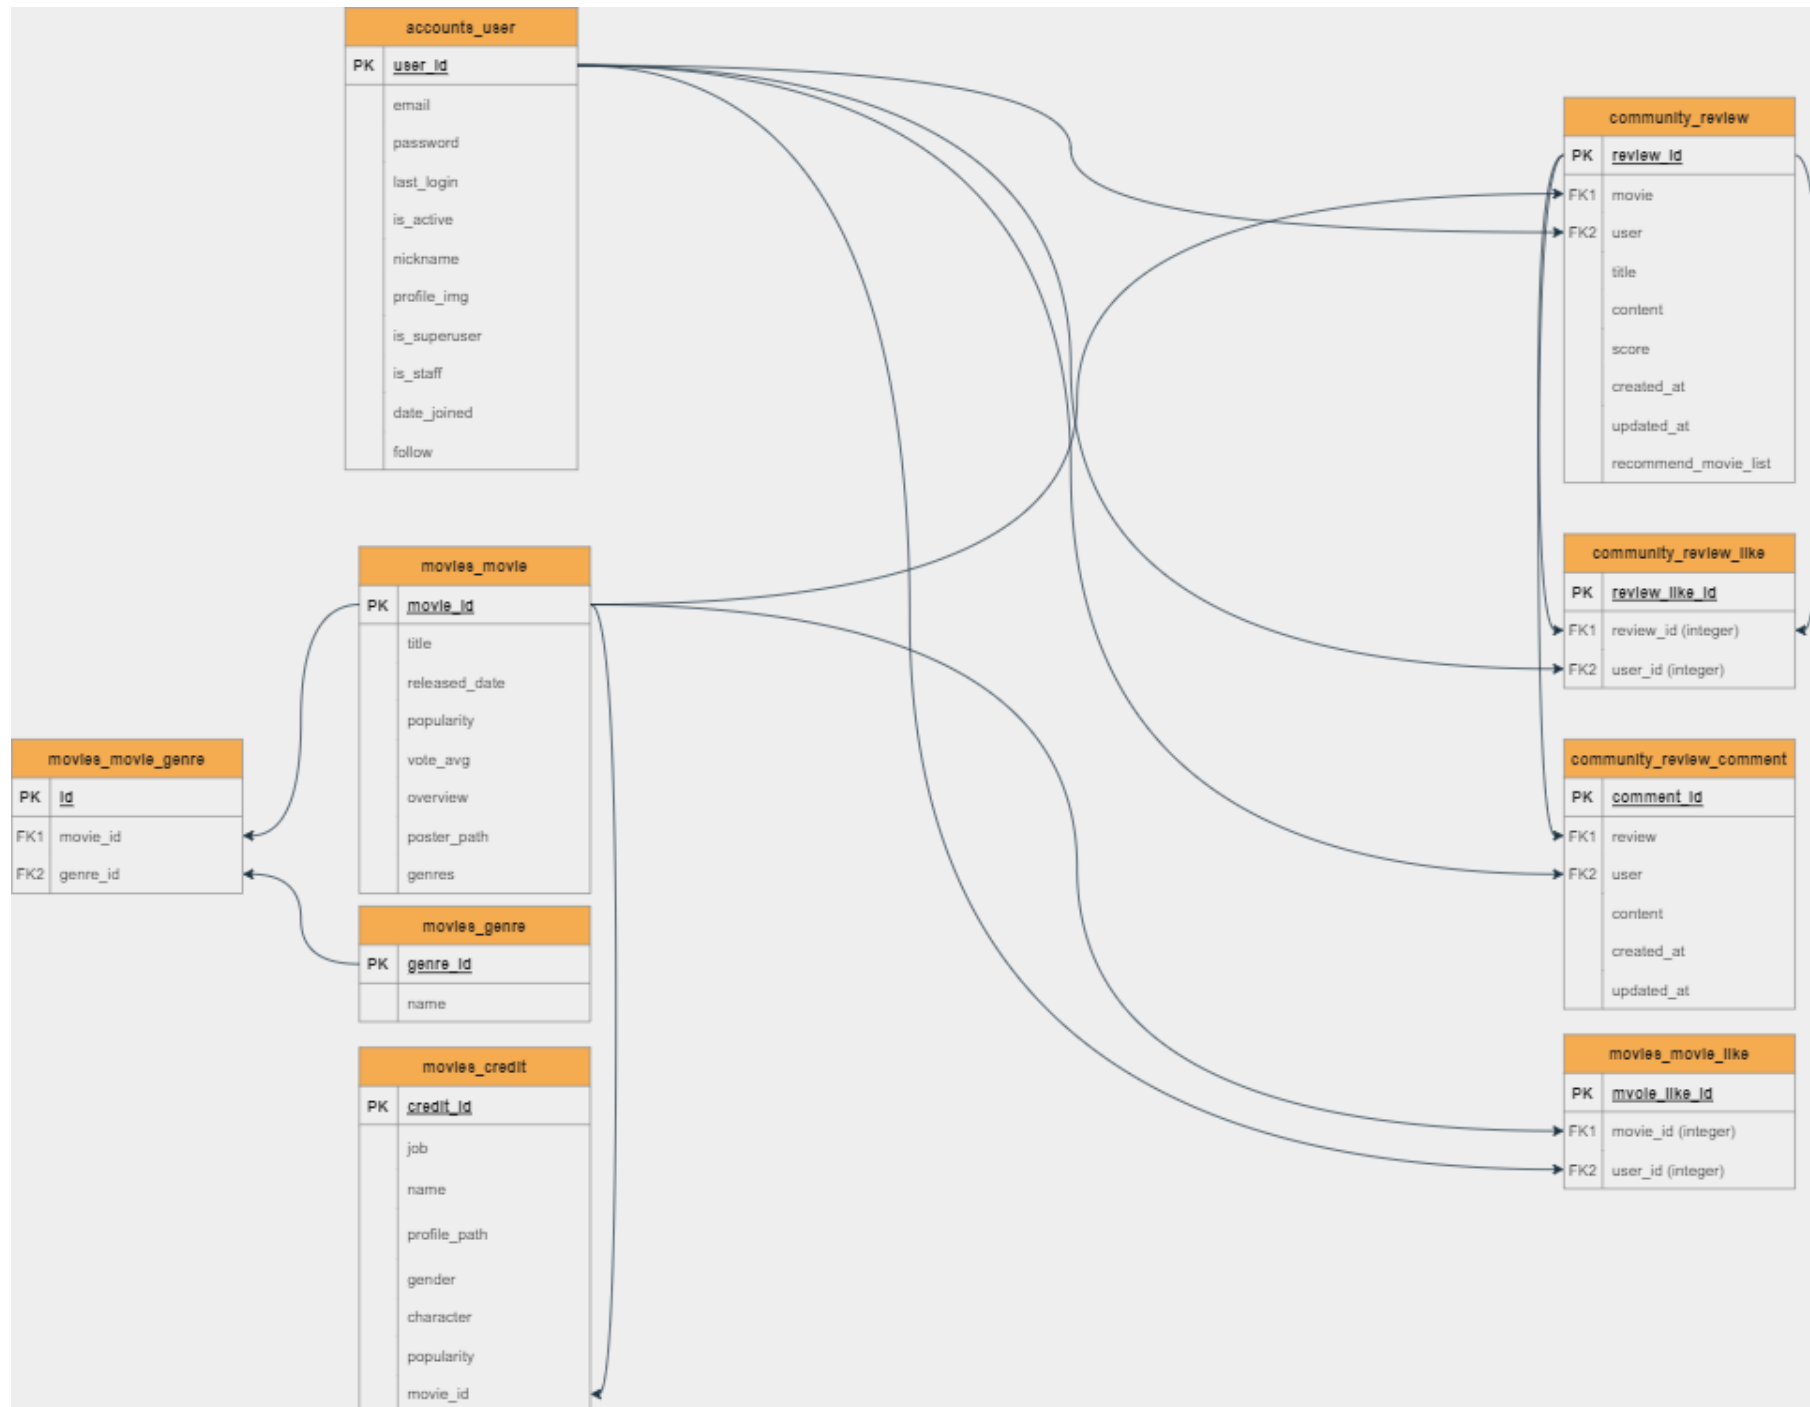 accounts_user
PK user_id
email
password
last_login
is_active
nickname
profile_img
is_superuser
is_staff
date_joined
follow
movies_movie
PK movie_id
title
released_date
popularity
vote_avg
overview
poster_path
genres
movies_movie_genre
PK id
FK1 movie_id
FK2 genre_id
movies_genre
PK genre_id
name
movies_credit
PK credit_id
job
name
profile_path
gender
character
popularity
movie_id
community_review
PK review_id
FK1 movie
FK2 user
title
content
score
created_at
updated_at
recommend_movie_list
community_review_like
PK review_like_id
FK1 review_id (integer)
FK2 user_id (integer)
community_review_comment
PK comment_id
FK1 review
FK2 user
content
created_at
updated_at
movies_movie_like
PK mvoie_like_id
FK1 movie_id (integer)
FK2 user_id (integer)